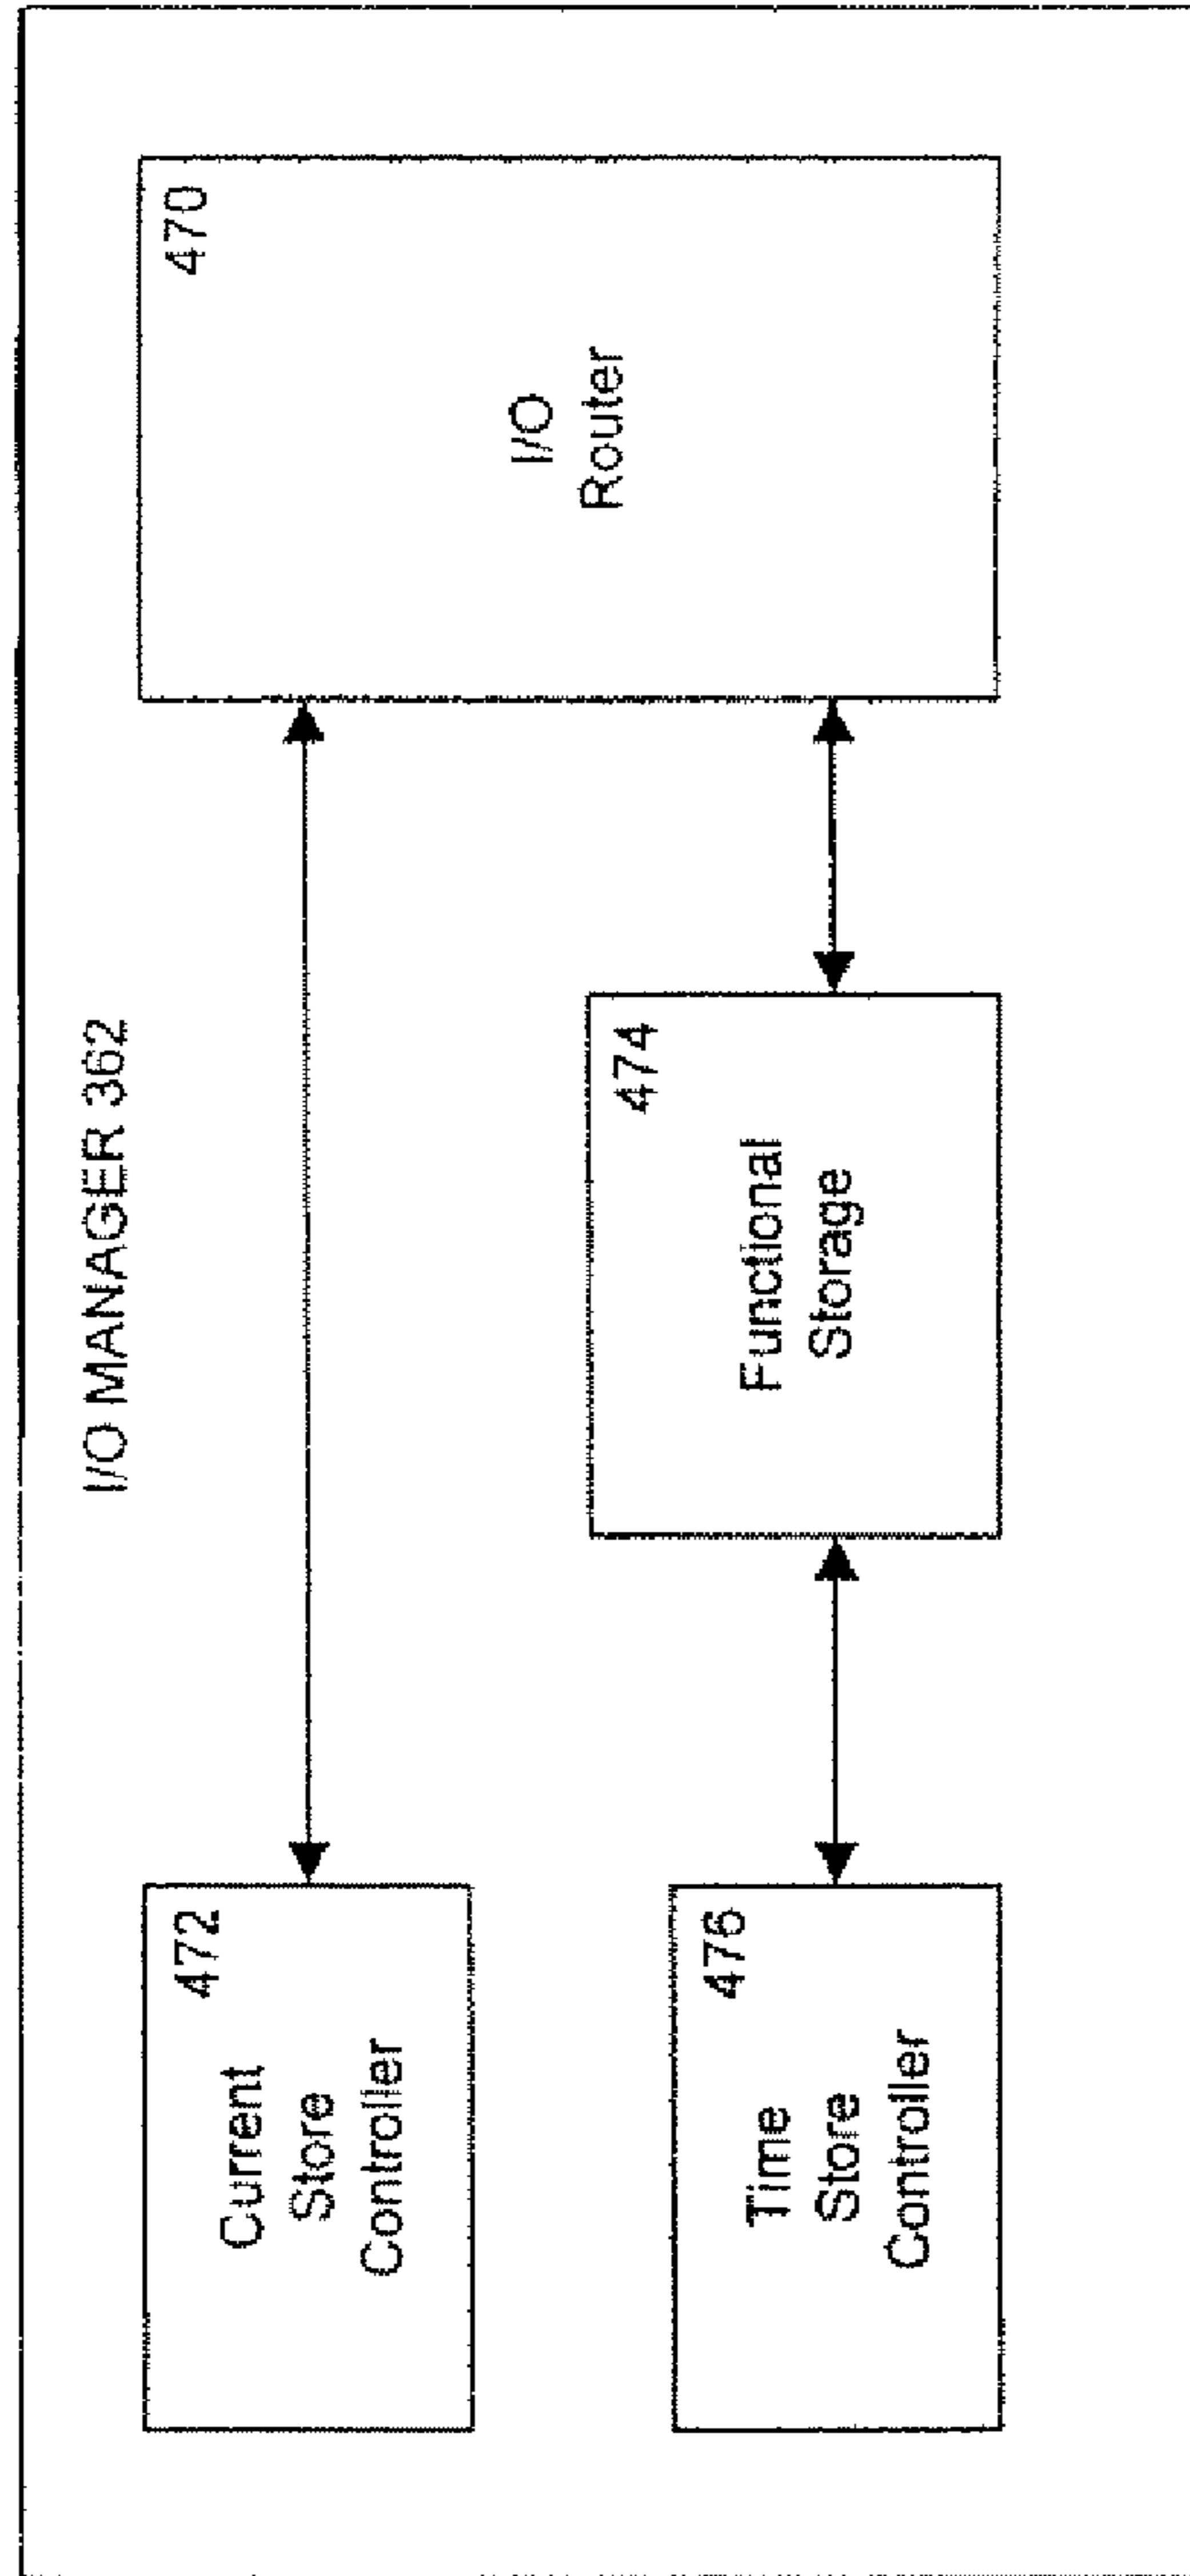 I/O MANAGER 362
472
Current
Store
Controller
470
I/O
Router
474
Functional
Storage
476
Time
Store
Controller